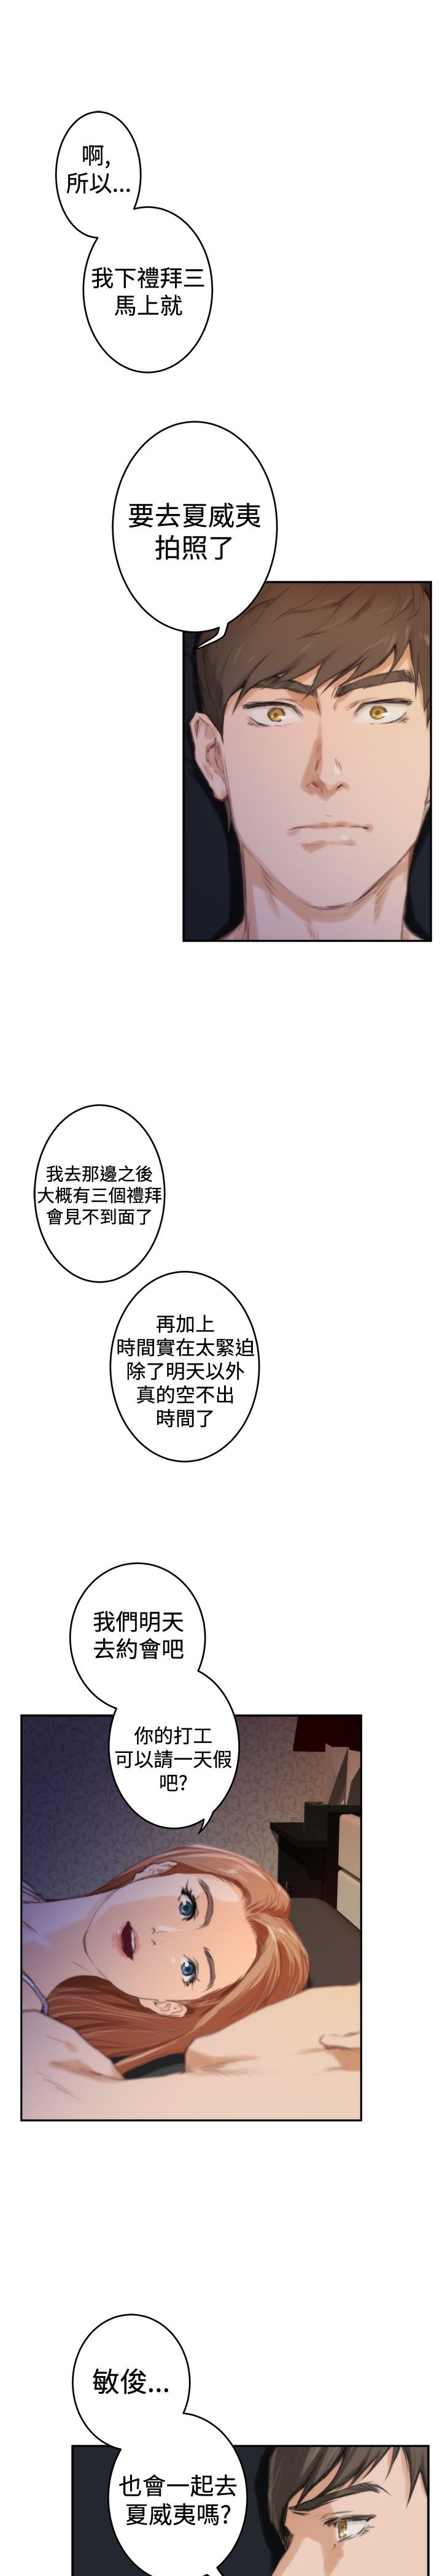 啊,
所以...
我下禮拜三
馬上就
要去夏威夷
拍照了
我去那邊之後
大概有三個禮拜
會見不到面了
再加上
時間實在太緊迫
除了明天以外
真的空不出
時間了
我們明天
去約會吧
你的打工
可以請一天假
吧?
敏俊...
也會一起去
夏威夷嗎?